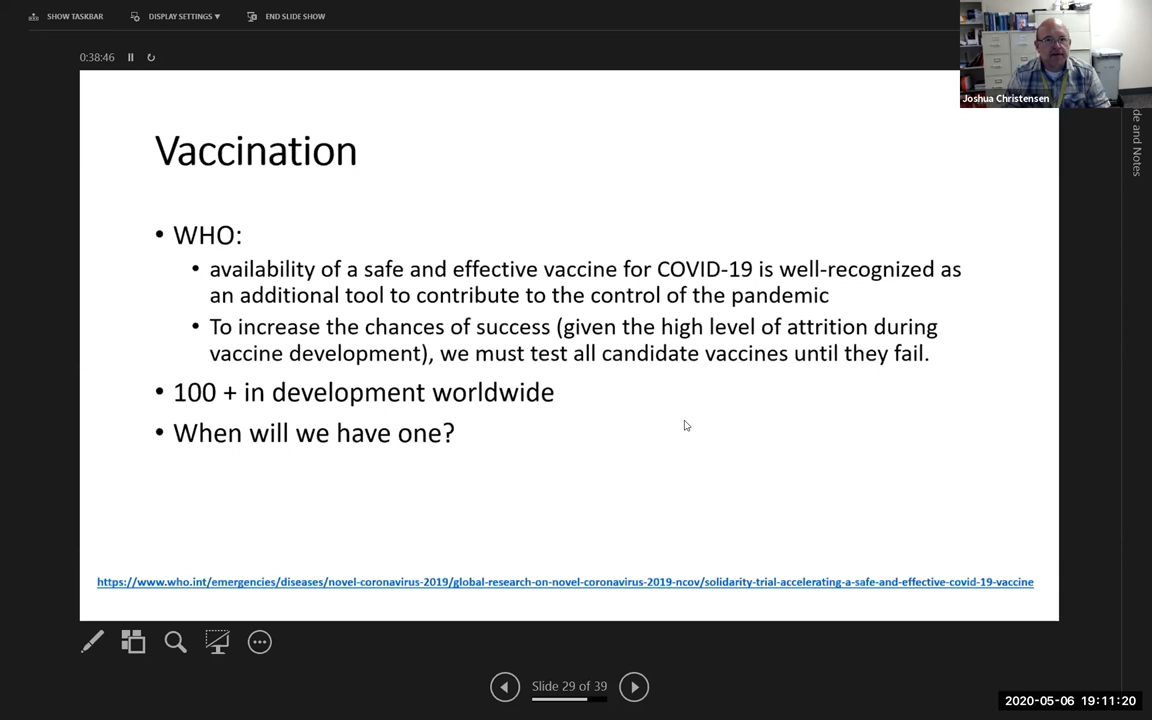 SHOW TASKBAR
DISPLAY SETTINGS ▼
END SLIDE SHOW
0:38:46
Joshua Christensen
de and Notes
Vaccination
• WHO:
• availability of a safe and effective vaccine for COVID-19 is well-recognized as
an additional tool to contribute to the control of the pandemic
• To increase the chances of success (given the high level of attrition during
vaccine development), we must test all candidate vaccines until they fail.
• 100 + in development worldwide
• When will we have one?
https://www.who.int/emergencies/diseases/novel-coronavirus-2019/global-research-on-novel-coronavirus-2019-ncov/solidarity-trial-accelerating-a-safe-and-effective-covid-19-vaccine
Slide 29 of 39
2020-05-06 19:11:20